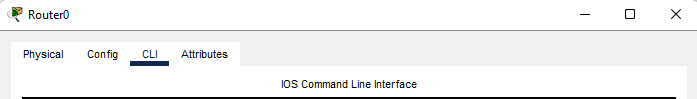 Router0
Physical Config CLI Attributes
IOS Command Line Interface